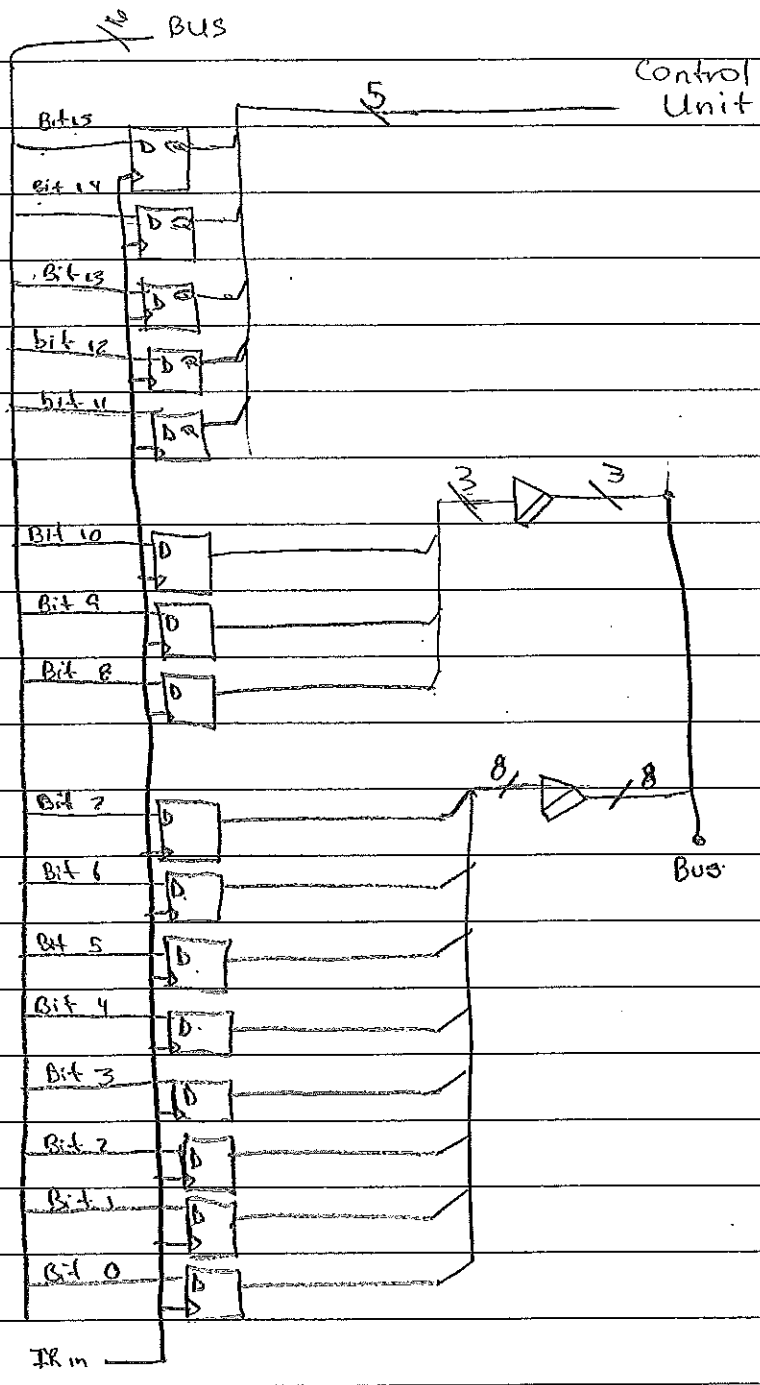 16 BUS
Control
Unit
5
Bit 15
D Q
Bit 14
D Q
Bit 13
D Q
bit 12
D Q
bit 11
D Q
3
3
Bit 10
D
Bit 9
D
Bit 8
D
8
8
Bit 7
D
Bus
Bit 6
D
Bit 5
D
Bit 4
D
Bit 3
D
Bit 2
D
Bit 1
D
Bit 0
D
IR in